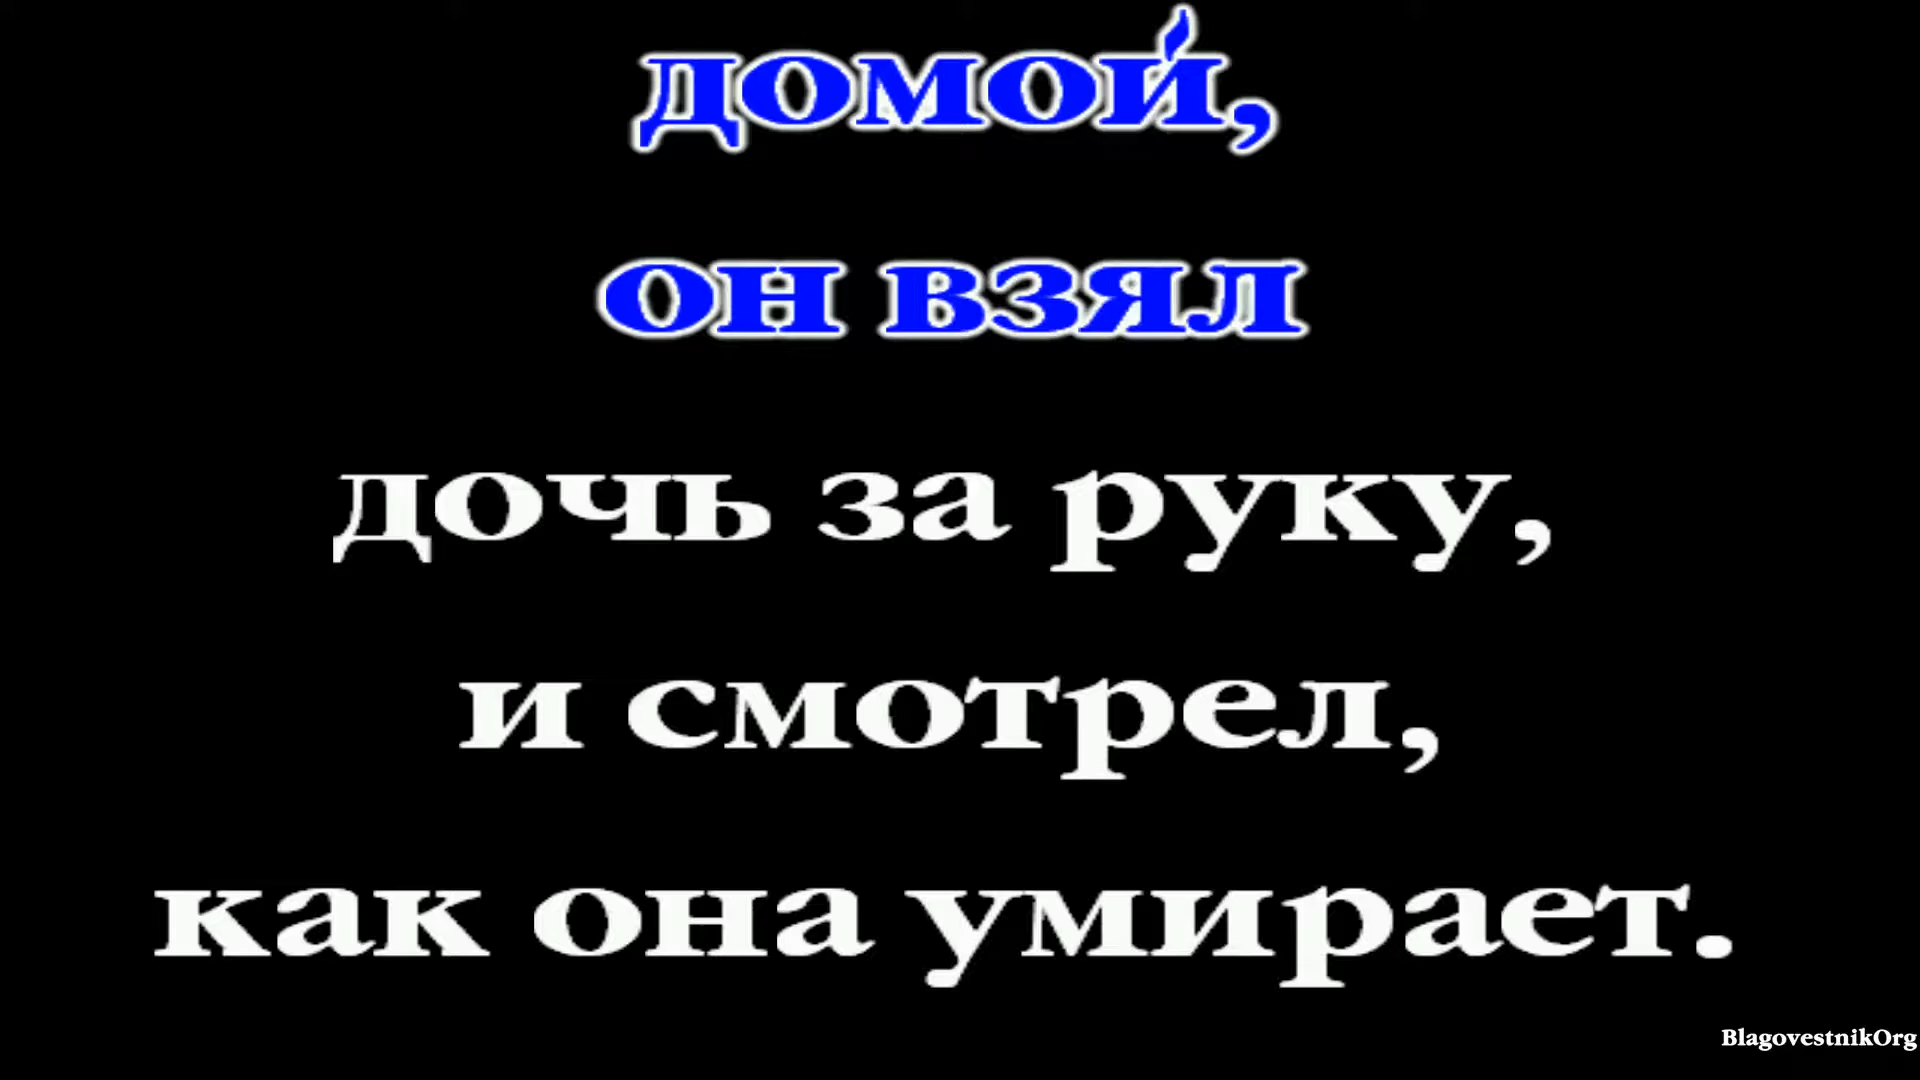 домой,
он взял
дочь за руку,
и смотрел,
как она умирает.
BlagovestnikOrg